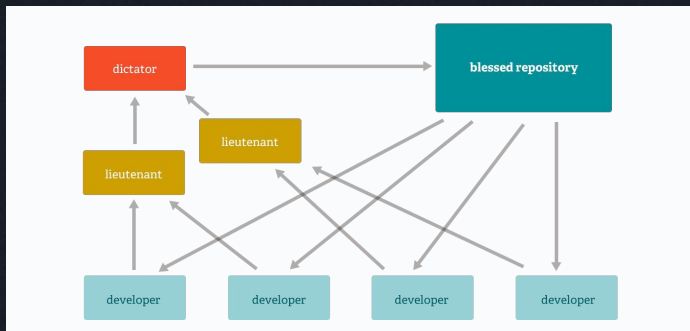 dictator
blessed repository
lieutenant
lieutenant
developer
developer
developer
developer